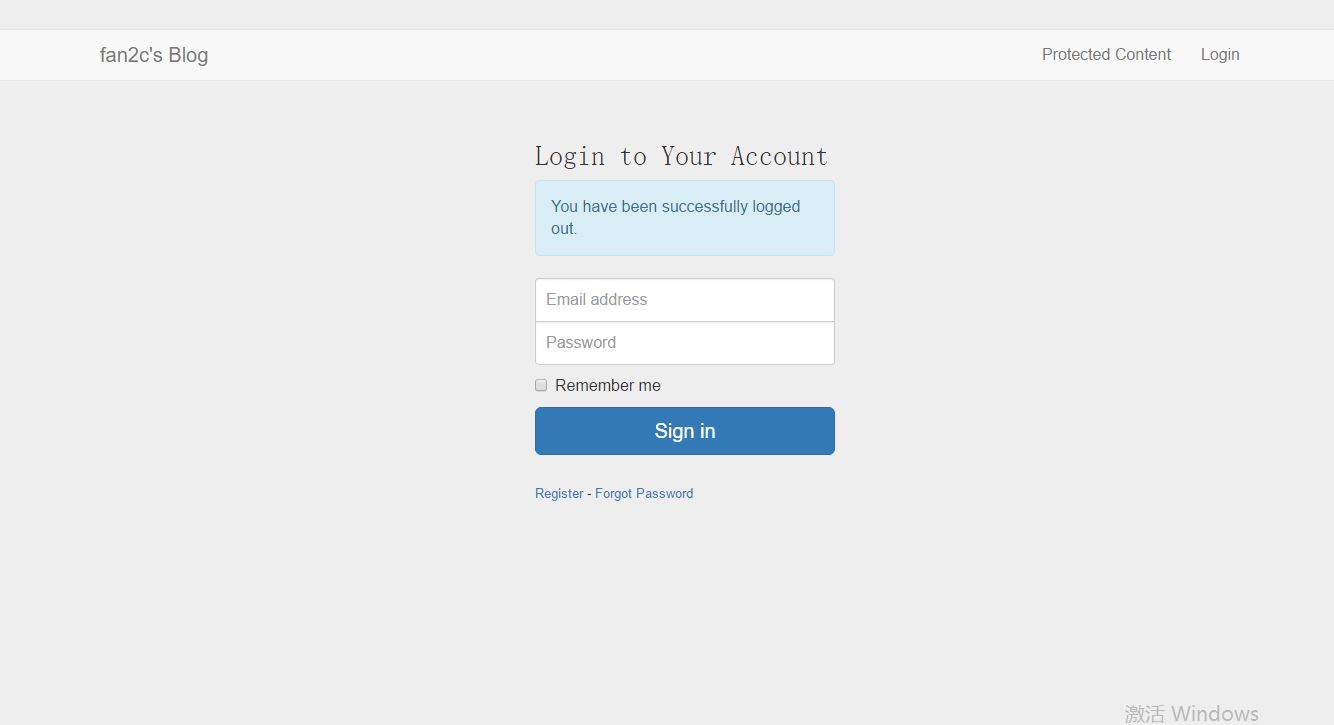 fan2c's Blog
Protected Content
Login
Login to Your Account
You have been successfully logged
out.
Email address
Password
Remember me
Sign in
Register - Forgot Password
激活 Windows